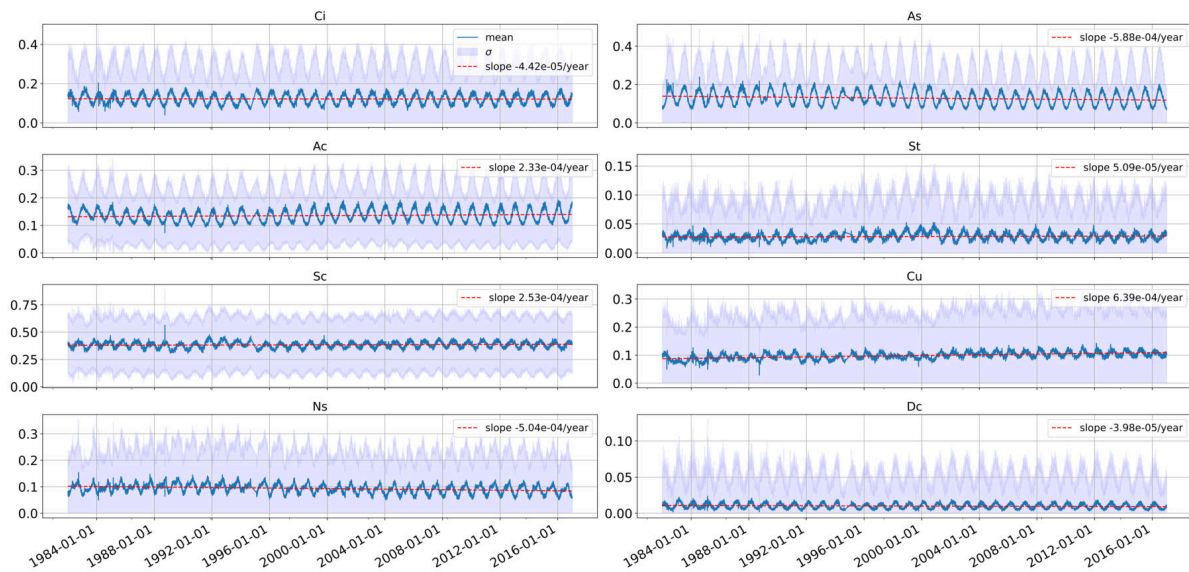 Ci
0.4
0.2
0.0
mean
σ
slope -4.42e-05/year
As
0.4
0.2
0.0
slope -5.88e-04/year
Ac
0.3
0.2
0.1
0.0
slope 2.33e-04/year
St
0.15
0.10
0.05
0.00
slope 5.09e-05/year
Sc
0.75
0.50
0.25
0.00
slope 2.53e-04/year
Cu
0.3
0.2
0.1
0.0
slope 6.39e-04/year
Ns
0.3
0.2
0.1
0.0
slope -5.04e-04/year
1984-01-01
1988-01-01
1992-01-01
1996-01-01
2000-01-01
2004-01-01
2008-01-01
2012-01-01
2016-01-01
Dc
0.10
0.05
0.00
slope -3.98e-05/year
1984-01-01
1988-01-01
1992-01-01
1996-01-01
2000-01-01
2004-01-01
2008-01-01
2012-01-01
2016-01-01